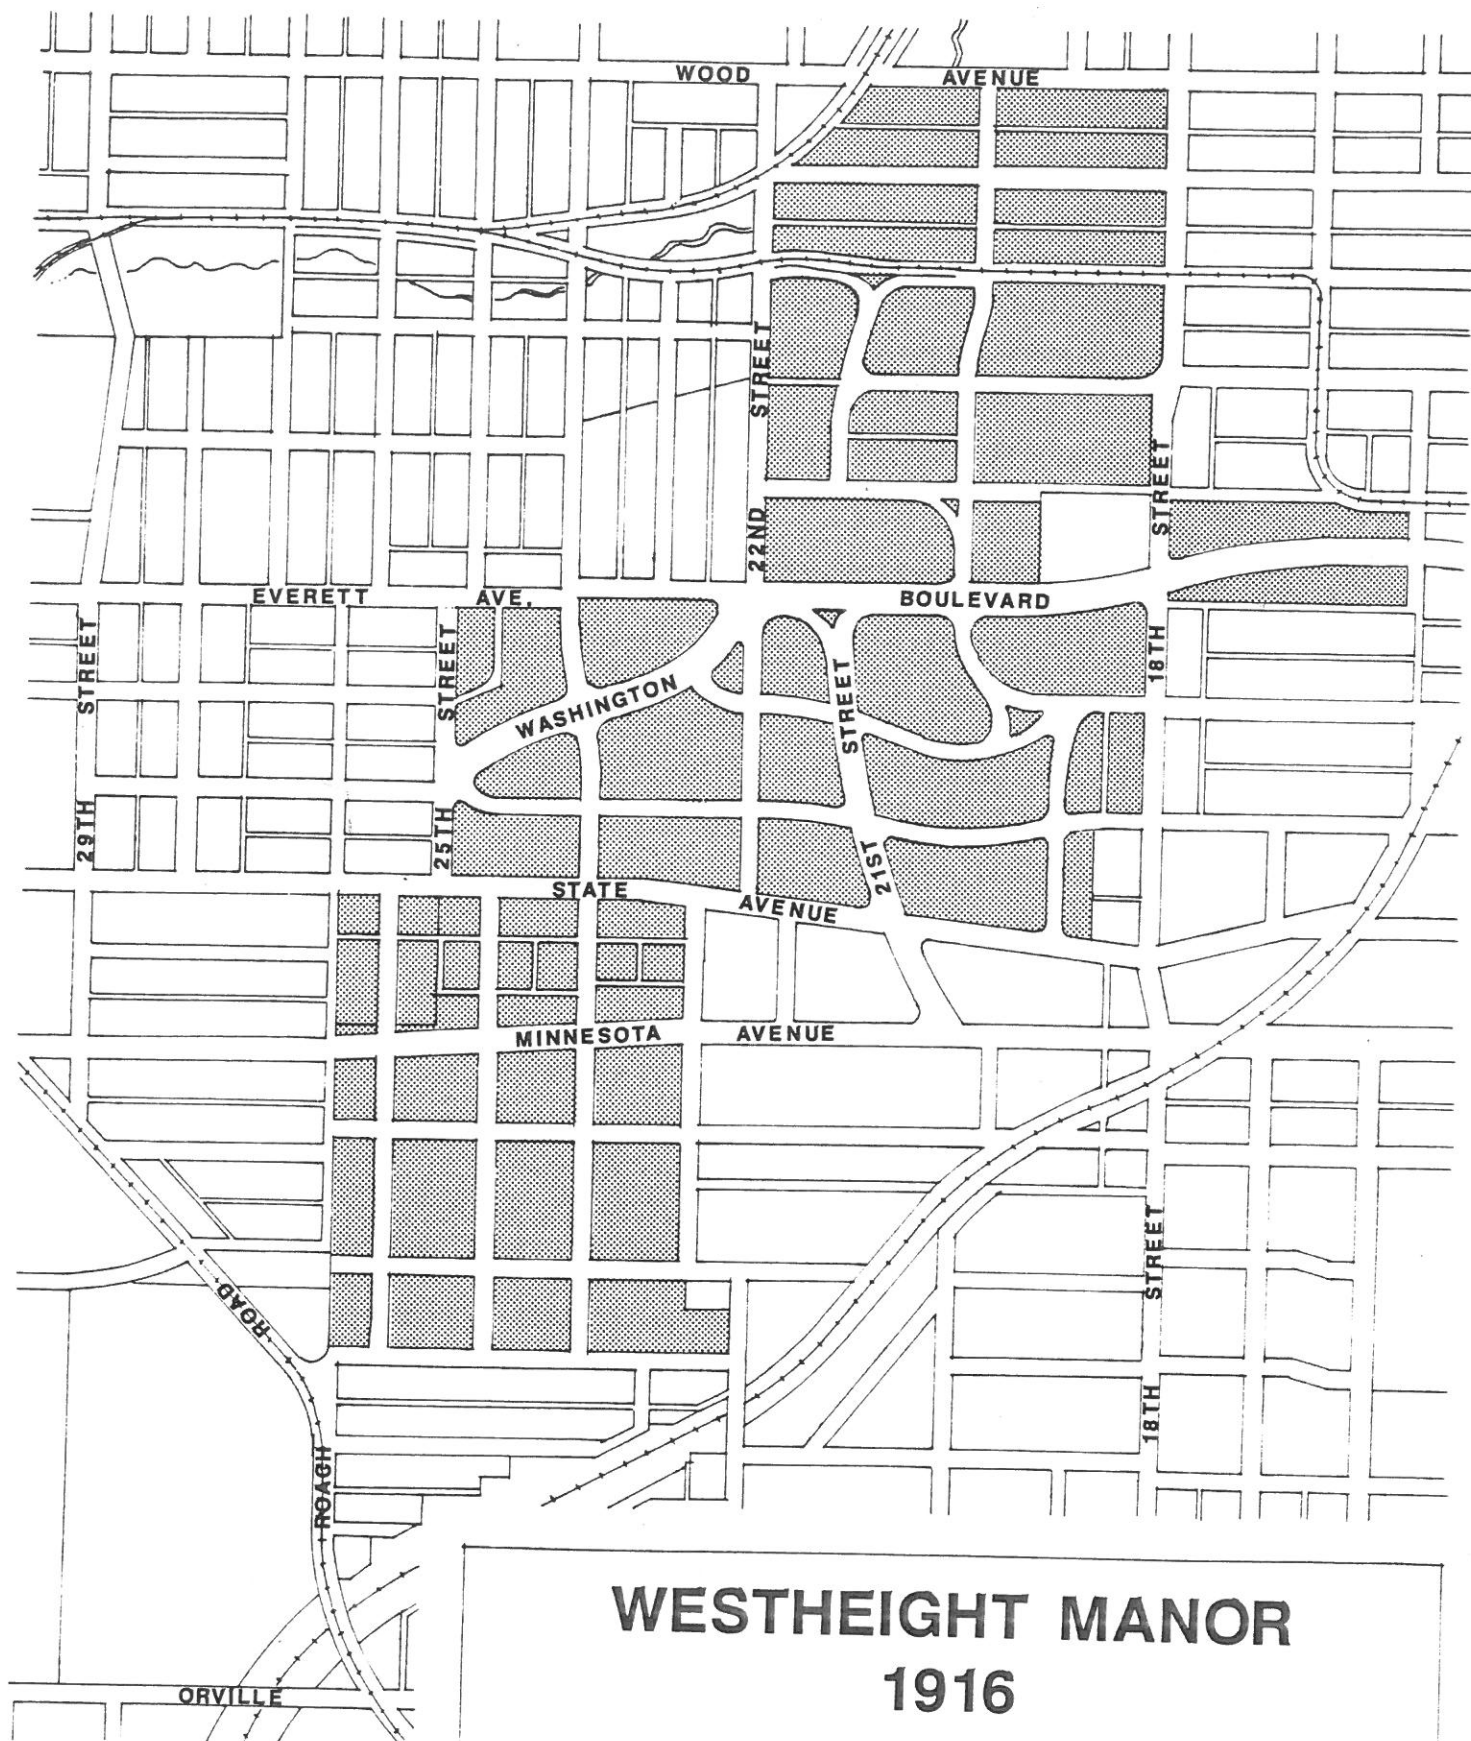 WOOD AVENUE
STREET
22ND
STREET
EVERETT AVE.
BOULEVARD
STREET
STREET
18TH
WASHINGTON
STREET
29TH
25TH
21ST
STATE
AVENUE
MINNESOTA AVENUE
STREET
ROAD
18TH
ROACH
ORVILLE
WESTHEIGHT MANOR
1916